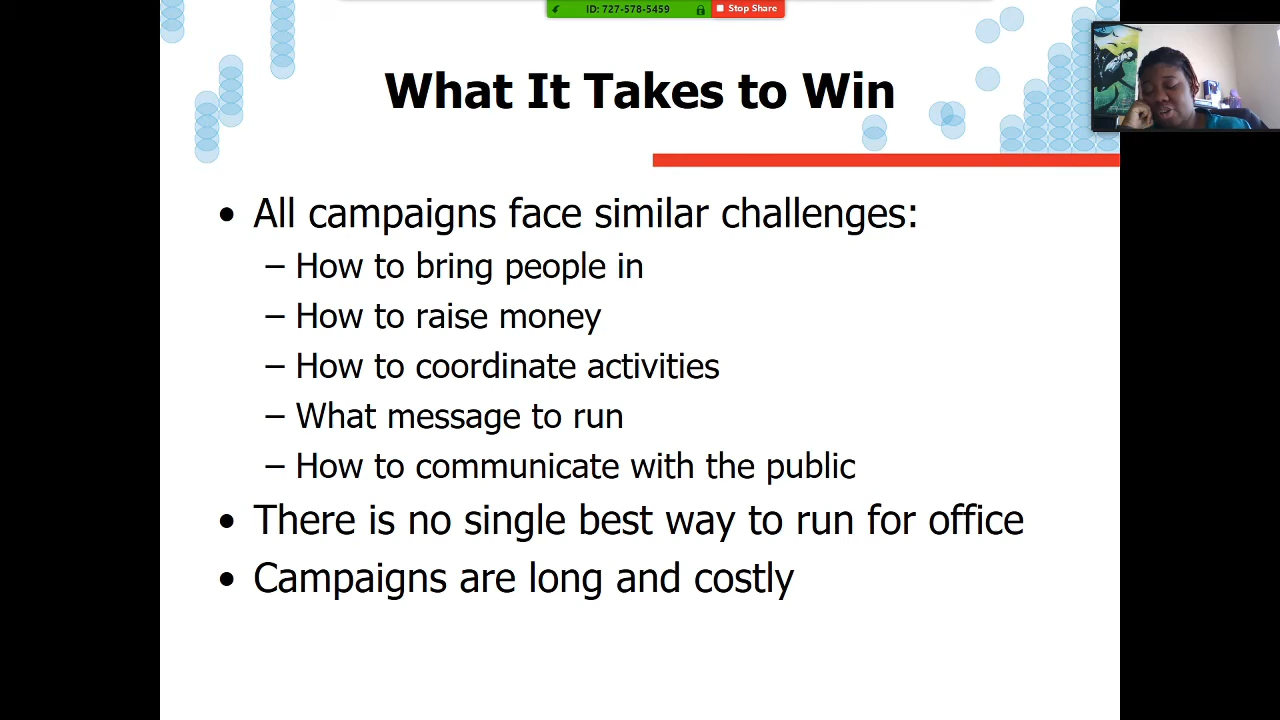 ID: 727-578-5459 Stop Share
What It Takes to Win
• All campaigns face similar challenges:
– How to bring people in
– How to raise money
– How to coordinate activities
– What message to run
– How to communicate with the public
• There is no single best way to run for office
• Campaigns are long and costly